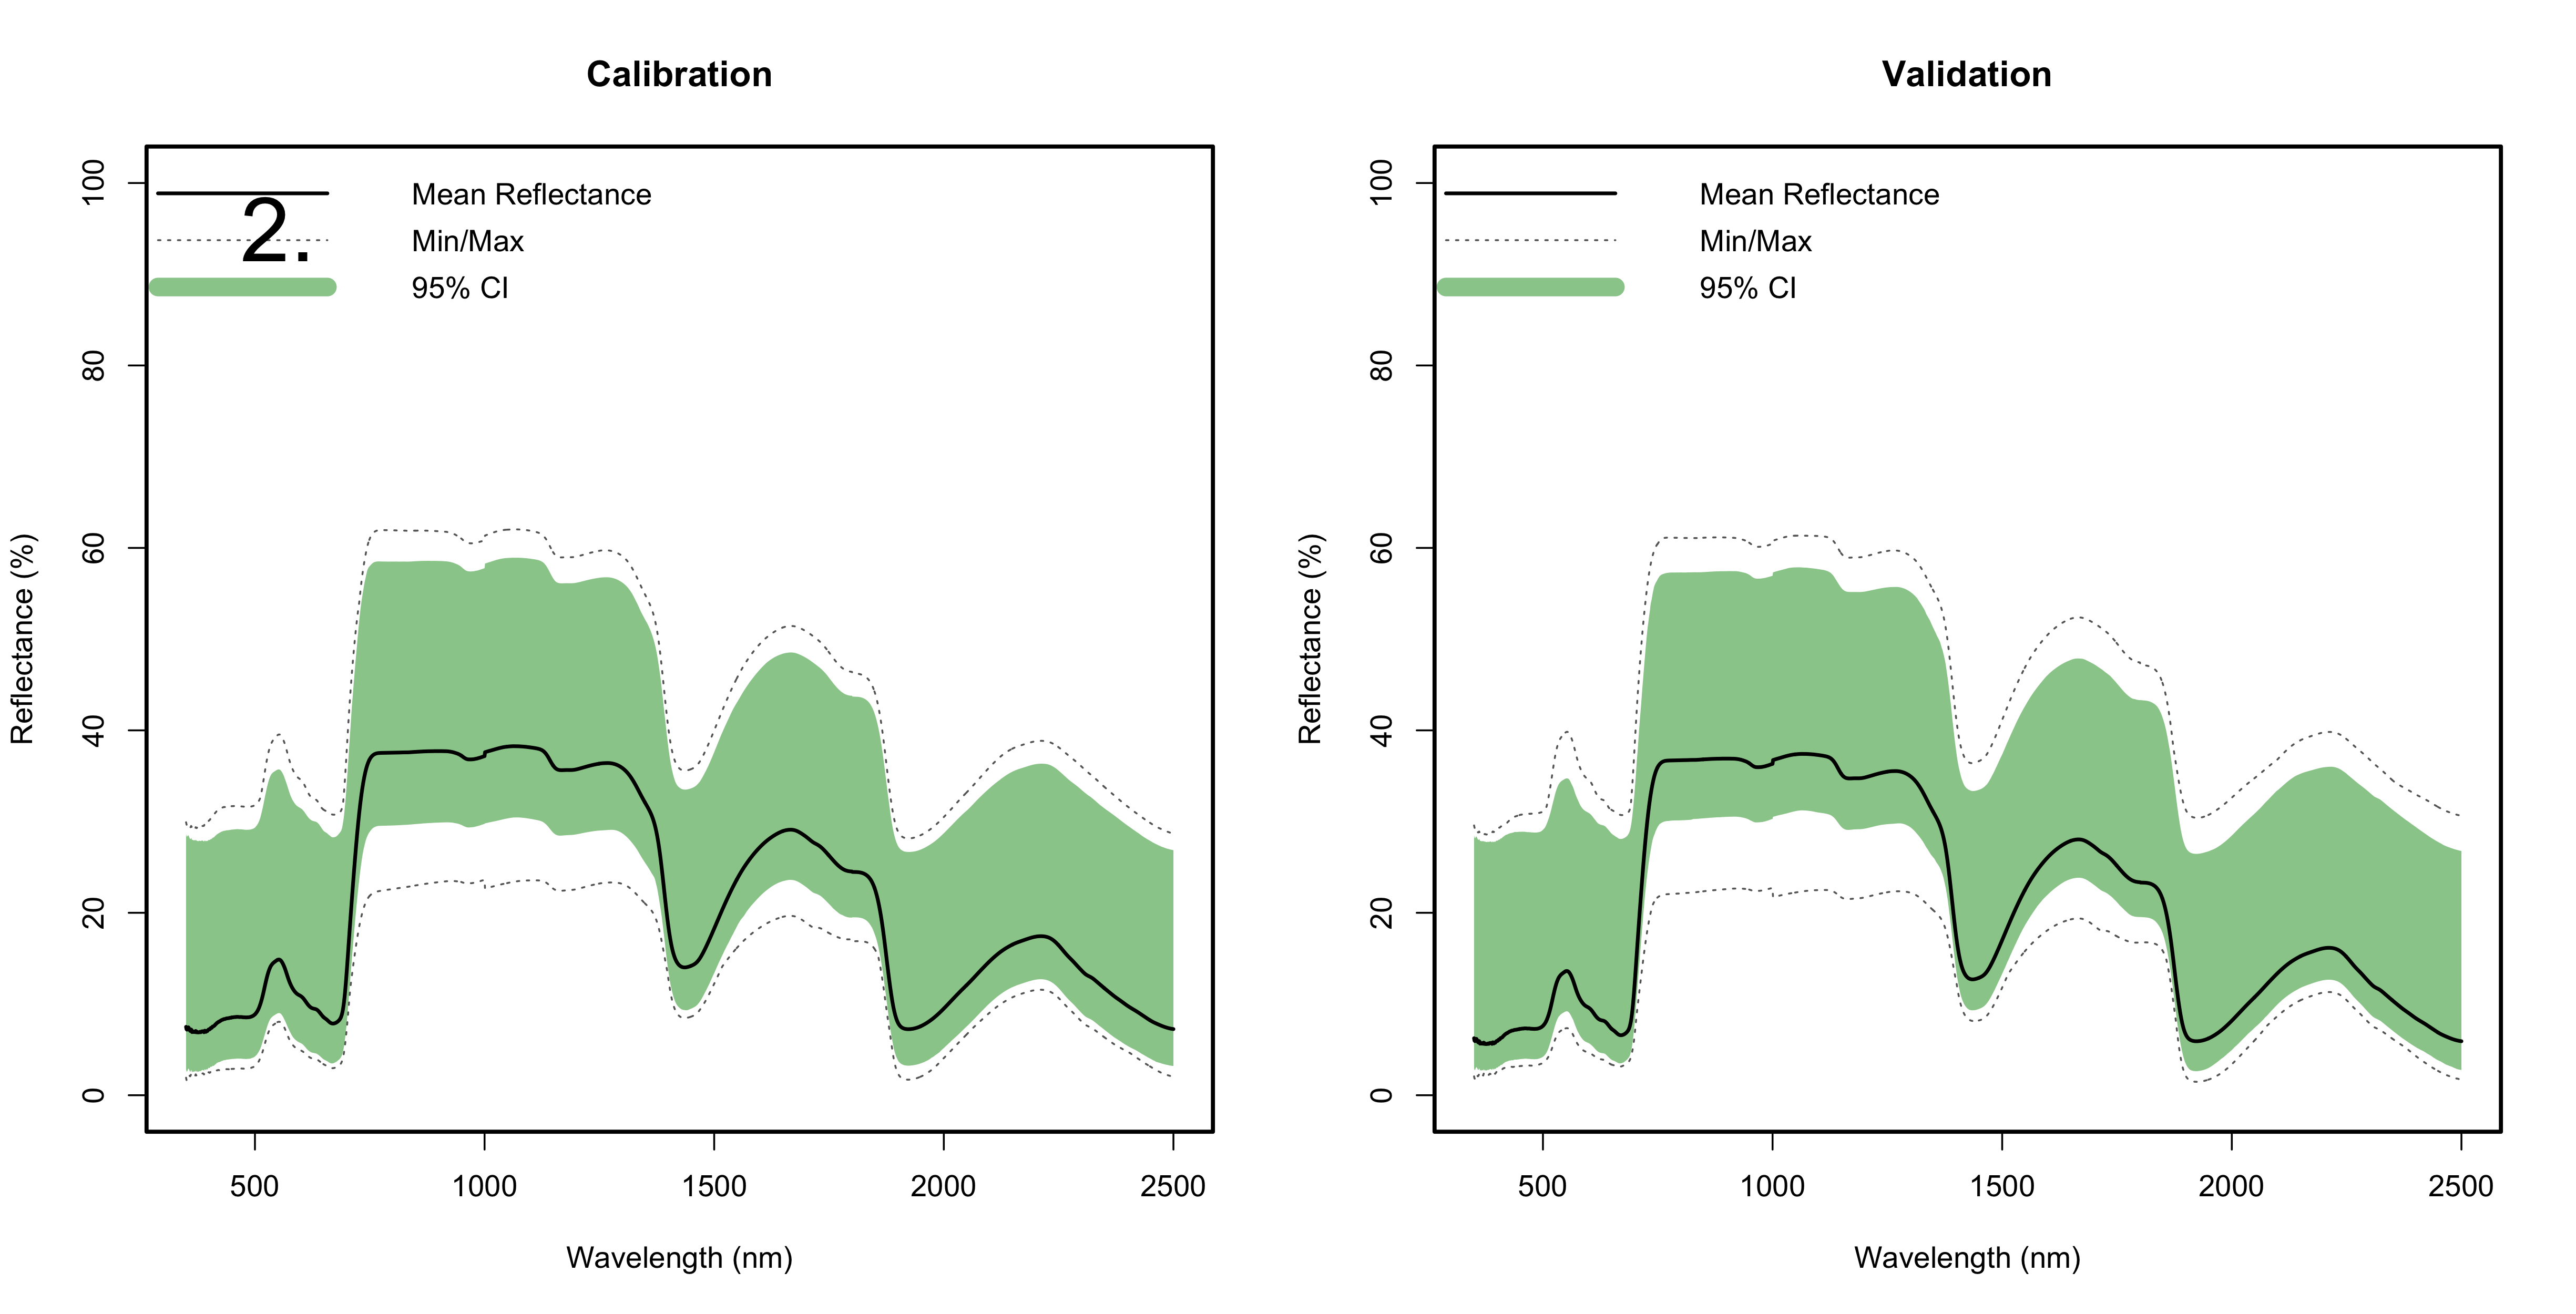 Calibration
Mean Reflectance
2.
Min/Max
95% CI
Reflectance (%)
100
80
60
40
20
0
500 1000 1500 2000 2500
Wavelength (nm)
Validation
Mean Reflectance
Min/Max
95% CI
Reflectance (%)
100
80
60
40
20
0
500 1000 1500 2000 2500
Wavelength (nm)